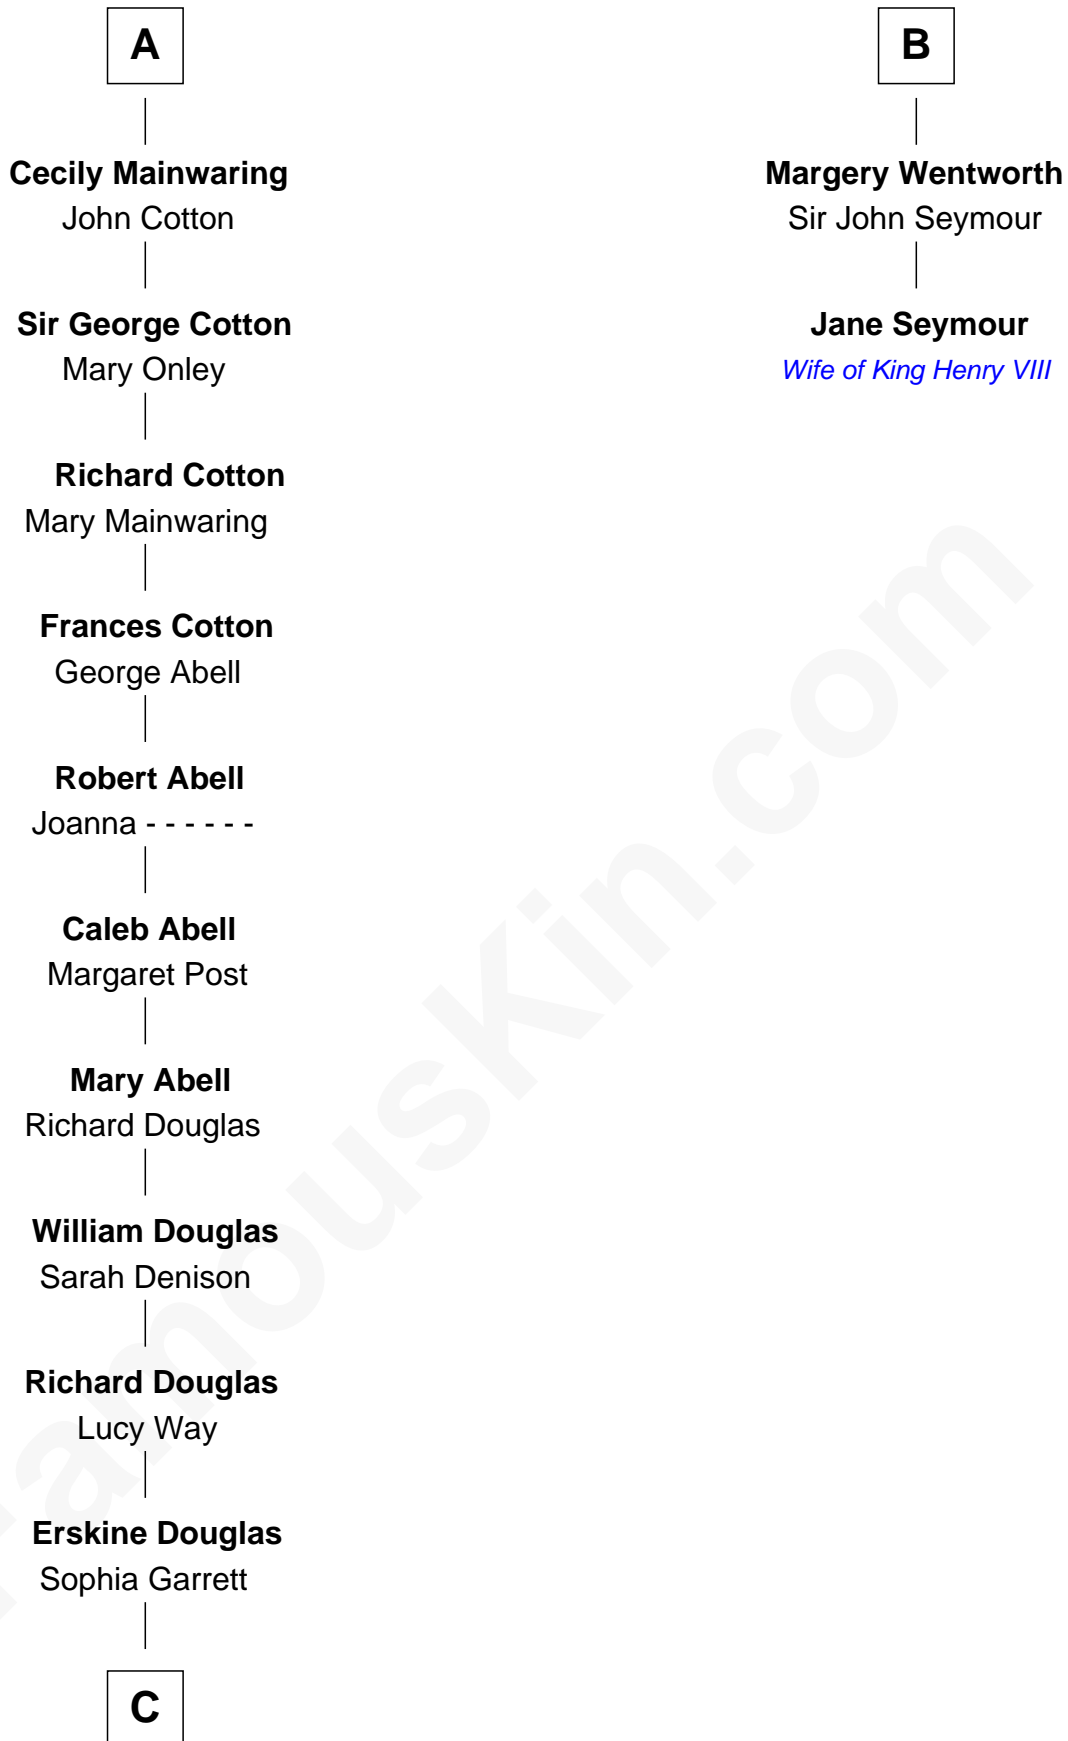 A
Cecily Mainwaring
John Cotton
Sir George Cotton
Mary Onley
Richard Cotton
Mary Mainwaring
Frances Cotton
George Abell
Robert Abell
Joanna - - - - - -
Caleb Abell
Margaret Post
Mary Abell
Richard Douglas
William Douglas
Sarah Denison
Richard Douglas
Lucy Way
Erskine Douglas
Sophia Garrett
C
B
Margery Wentworth
Sir John Seymour
Jane Seymour
Wife of King Henry VIII
FamousKin.com